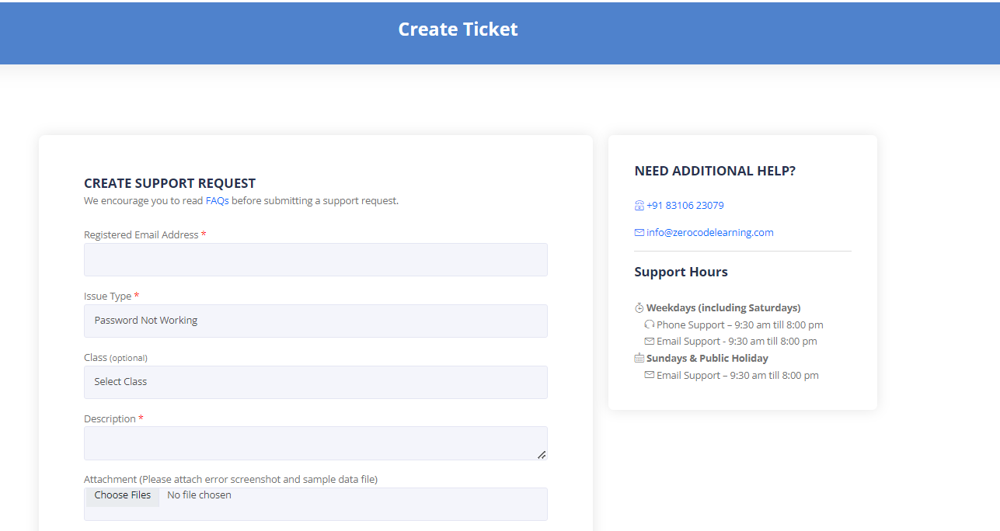 Create Ticket
CREATE SUPPORT REQUEST
We encourage you to read FAQs before submitting a support request.
Registered Email Address *
Issue Type *
Password Not Working
Class (optional)
Select Class
Description *
Attachment (Please attach error screenshot and sample data file)
Choose Files No file chosen
NEED ADDITIONAL HELP?
+91 83106 23079
info@zerocodelearning.com
Support Hours
Weekdays (including Saturdays)
Phone Support – 9:30 am till 8:00 pm
Email Support - 9:30 am till 8:00 pm
Sundays & Public Holiday
Email Support – 9:30 am till 8:00 pm